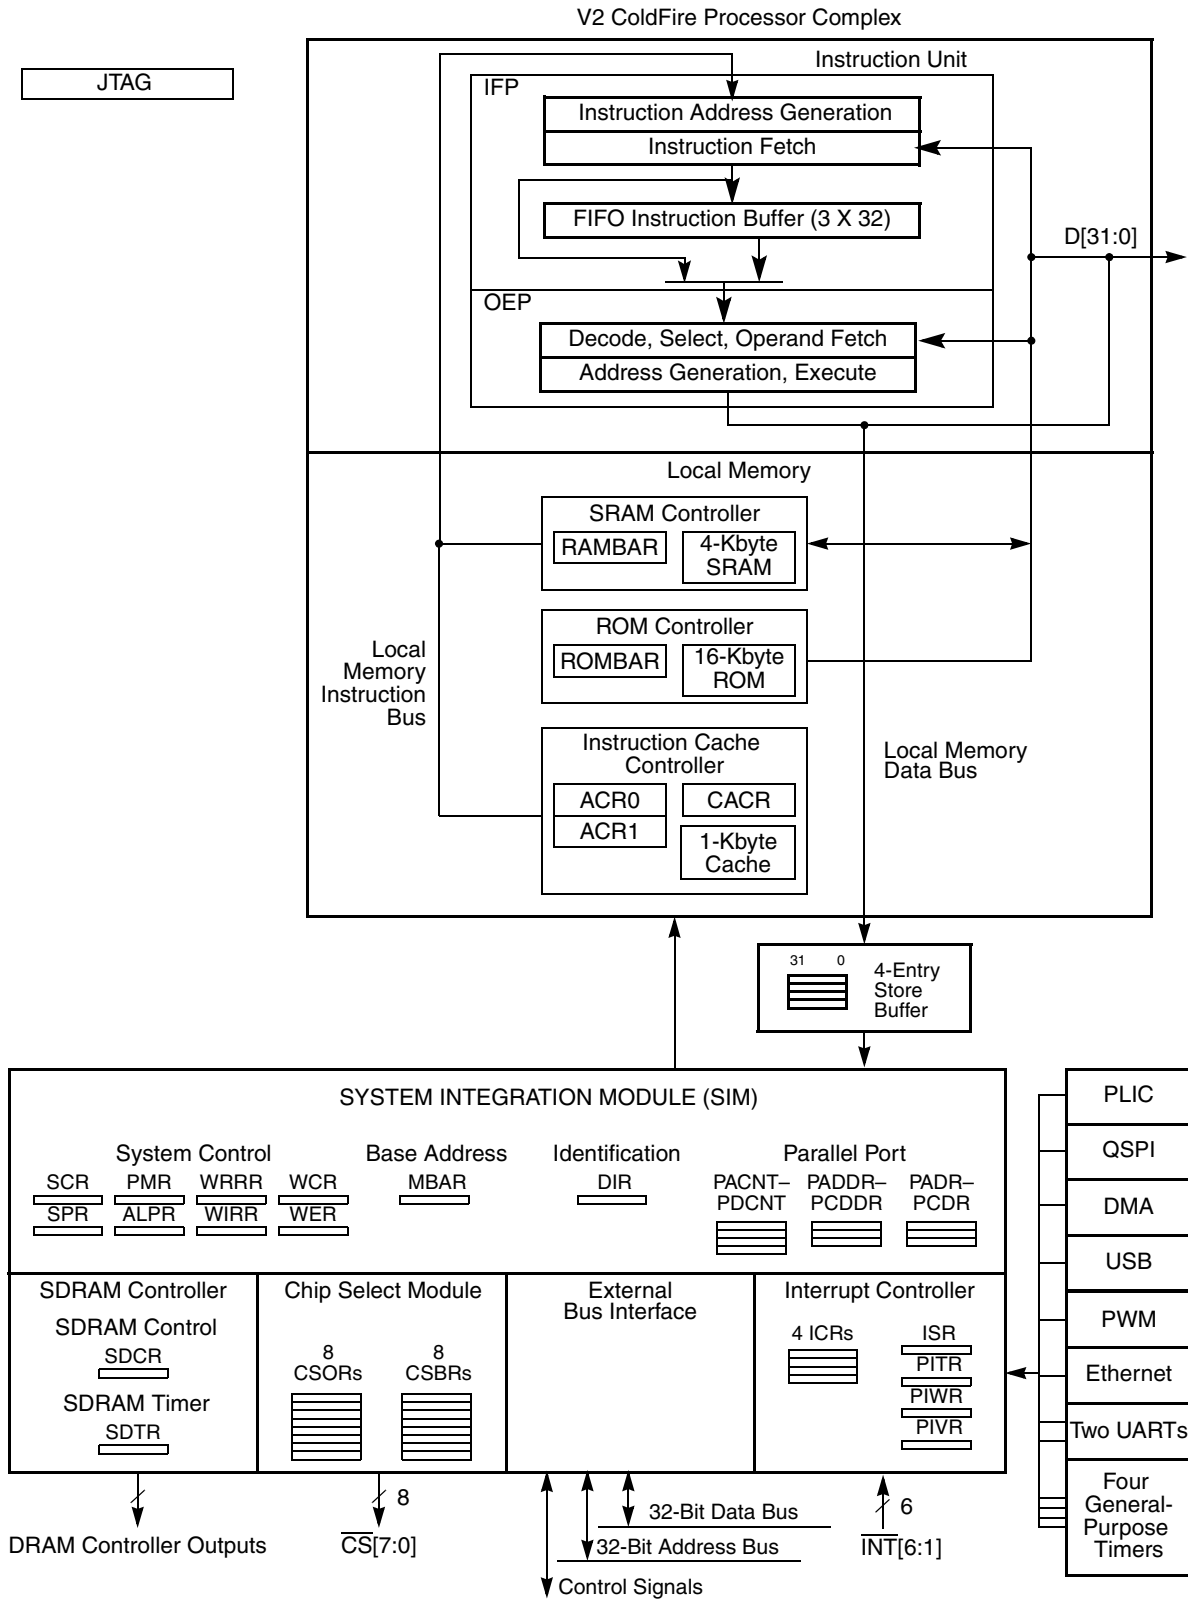 V2 ColdFire Processor Complex
JTAG
Instruction Unit
IFP
Instruction Address Generation
Instruction Fetch
FIFO Instruction Buffer (3 X 32)
D[31:0]
OEP
Decode, Select, Operand Fetch
Address Generation, Execute
Local Memory
SRAM Controller
RAMBAR
4-Kbyte
SRAM
ROM Controller
ROMBAR
16-Kbyte
ROM
Local
Memory
Instruction
Bus
Instruction Cache
Controller
ACR0
ACR1
CACR
1-Kbyte
Cache
Local Memory
Data Bus
31 0
4-Entry
Store
Buffer
SYSTEM INTEGRATION MODULE (SIM)
System Control
SCR PMR WRRR WCR
SPR ALPR WIRR WER
Base Address
MBAR
Identification
DIR
Parallel Port
PACNT–
PDCNT
PADDR–
PCDDR
PADR–
PCDR
SDRAM Controller
SDRAM Control
SDCR
SDRAM Timer
SDTR
Chip Select Module
8
CSORs
8
CSBRs
External
Bus Interface
Interrupt Controller
4 ICRs
ISR
PITR
PIWR
PIVR
PLIC
QSPI
DMA
USB
PWM
Ethernet
Two UARTs
Four
General-
Purpose
Timers
DRAM Controller Outputs
8
C̅S̅[7:0]
32-Bit Data Bus
32-Bit Address Bus
Control Signals
6
I̅N̅T̅[6:1]